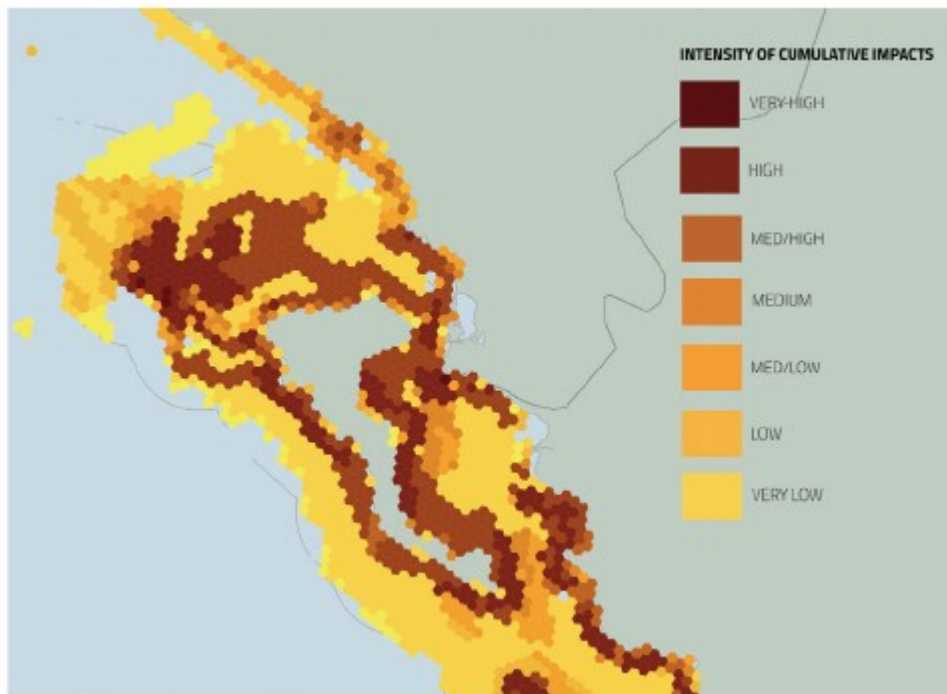 INTENSITY OF CUMULATIVE IMPACTS
VERY-HIGH
HIGH
MED/HIGH
MEDIUM
MED/LOW
LOW
VERY LOW